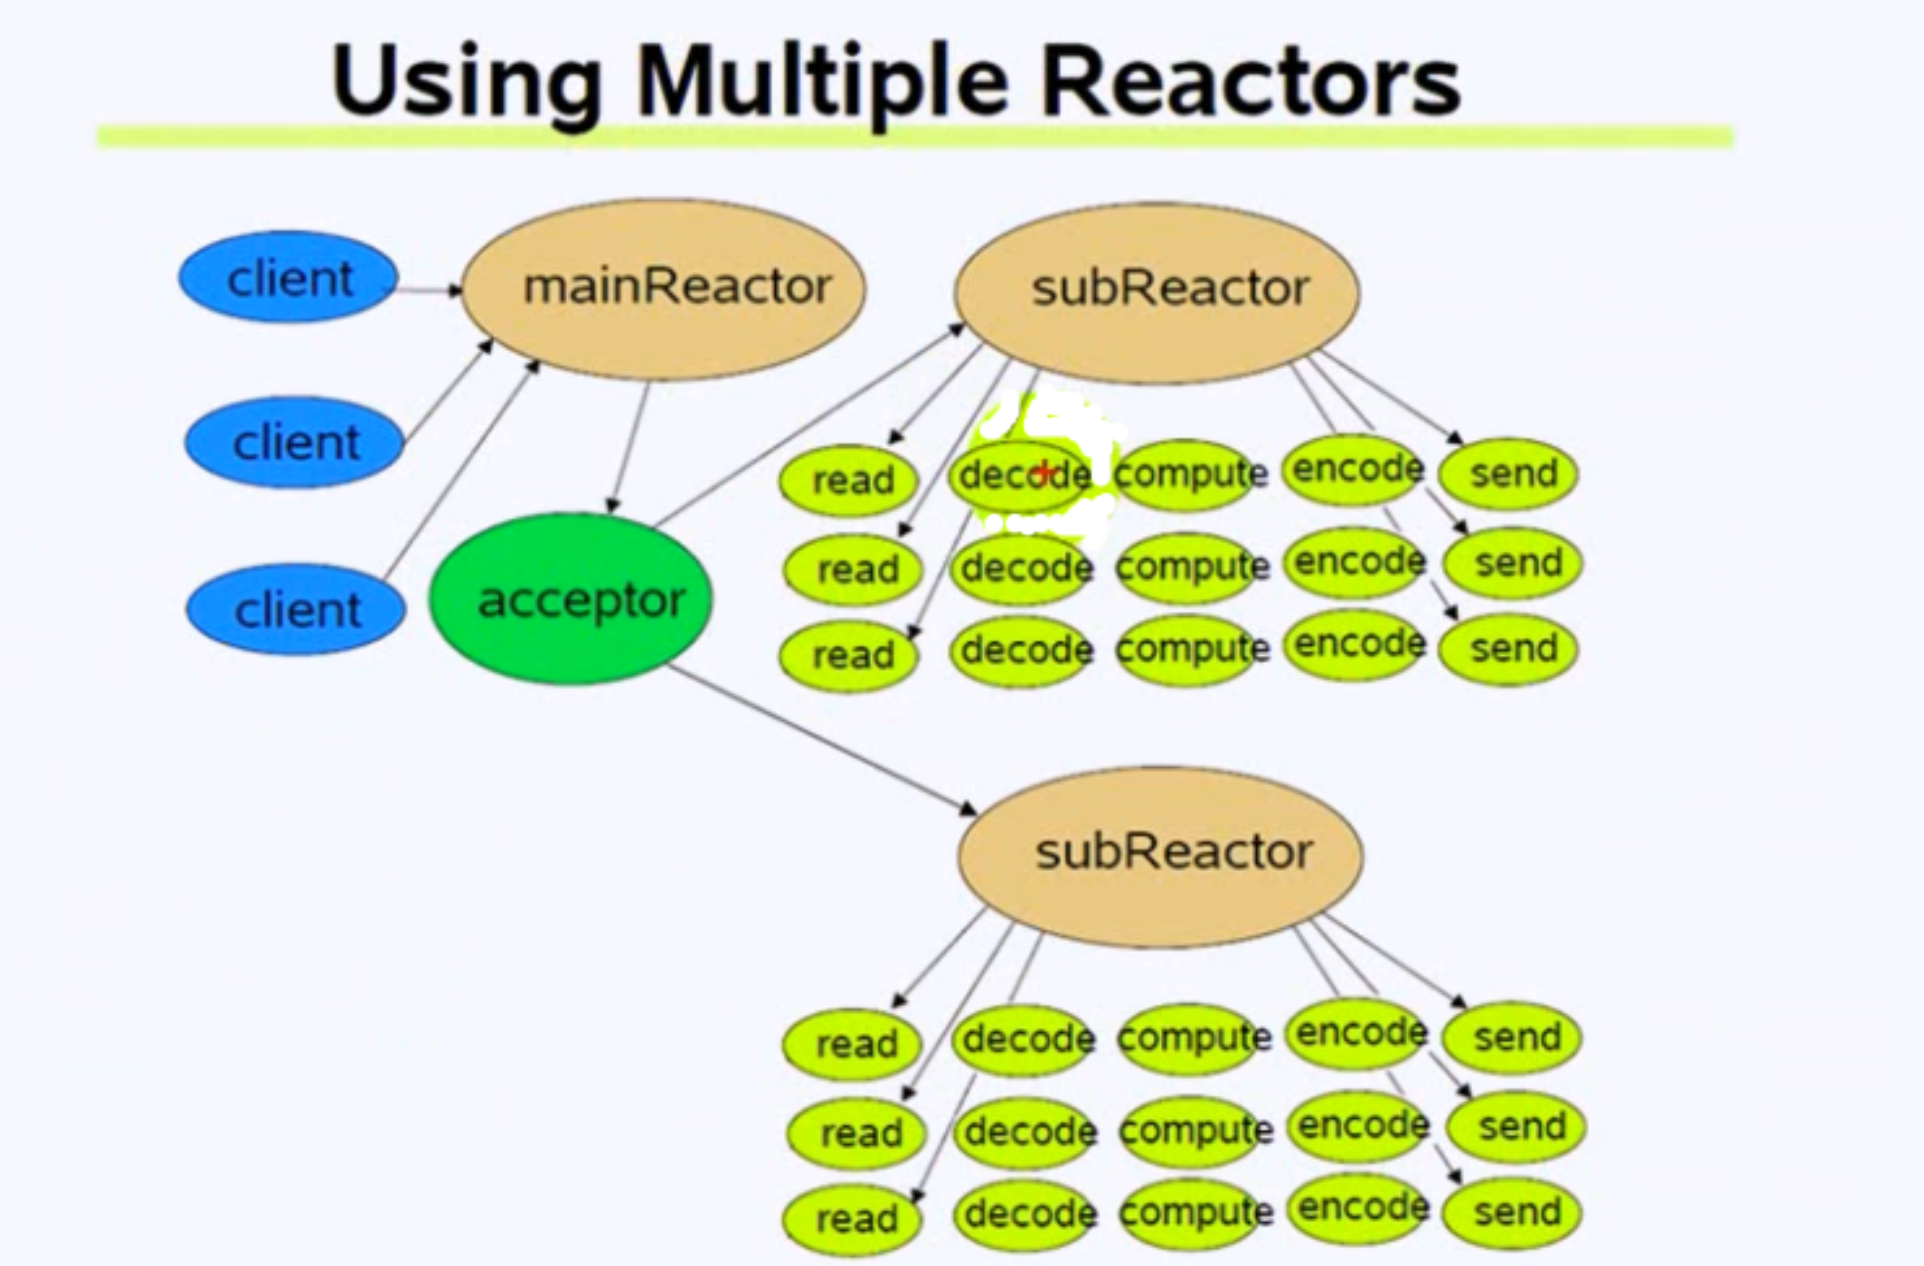 Using Multiple Reactors
client
mainReactor
subReactor
client
read decode compute encode send
client
acceptor
read decode compute encode send
read decode compute encode send
subReactor
read decode compute encode send
read decode compute encode send
read decode compute encode send